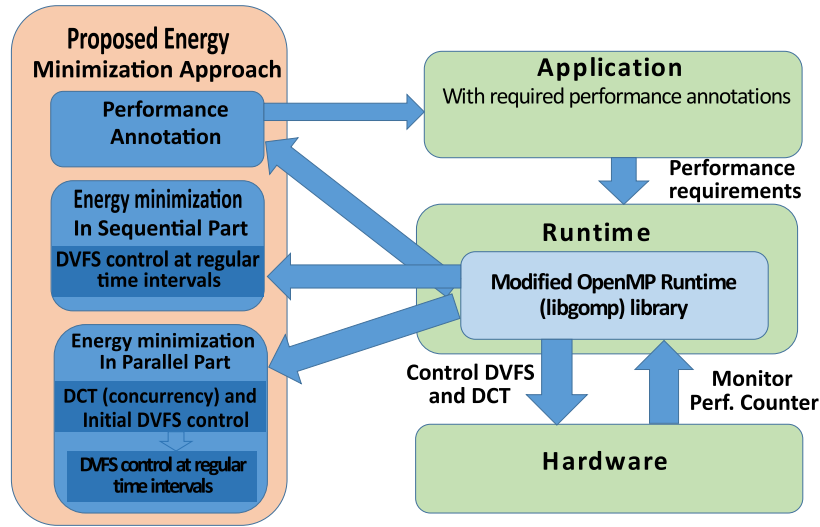 Proposed Energy
Minimization Approach
Performance
Annotation
Energy minimization
In Sequential Part
DVFS control at regular
time intervals
Energy minimization
In Parallel Part
DCT (concurrency) and
Initial DVFS control
DVFS control at regular
time intervals
Application
With required performance annotations
Performance
requirements
Runtime
Modified OpenMP Runtime
(libgomp) library
Control DVFS
and DCT
Monitor
Perf. Counter
Hardware